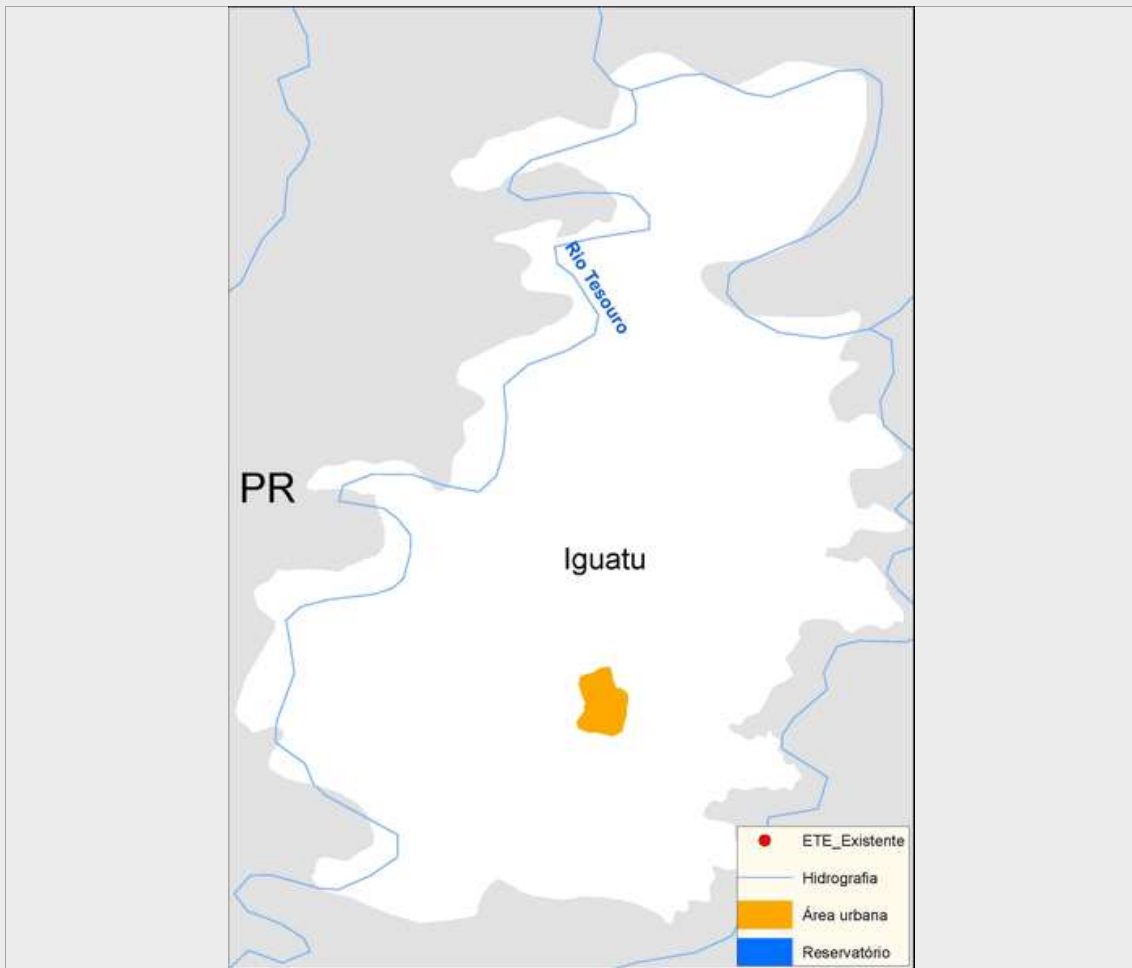 Rio Tesouro
PR
Iguatu
ETE_Existente
Hidrografia
Área urbana
Reservatório